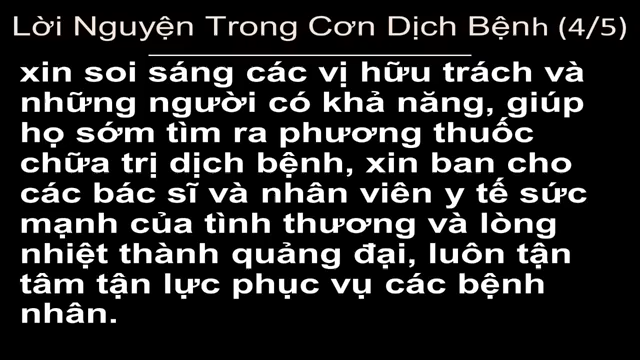 Lời Nguyện Trong Cơn Dịch Bệnh (4/5)
xin soi sáng các vị hữu trách và
những người có khả năng, giúp
họ sớm tìm ra phương thuốc
chữa trị dịch bệnh, xin ban cho
các bác sĩ và nhân viên y tế sức
mạnh của tình thương và lòng
nhiệt thành quảng đại, luôn tận
tâm tận lực phục vụ các bệnh
nhân.